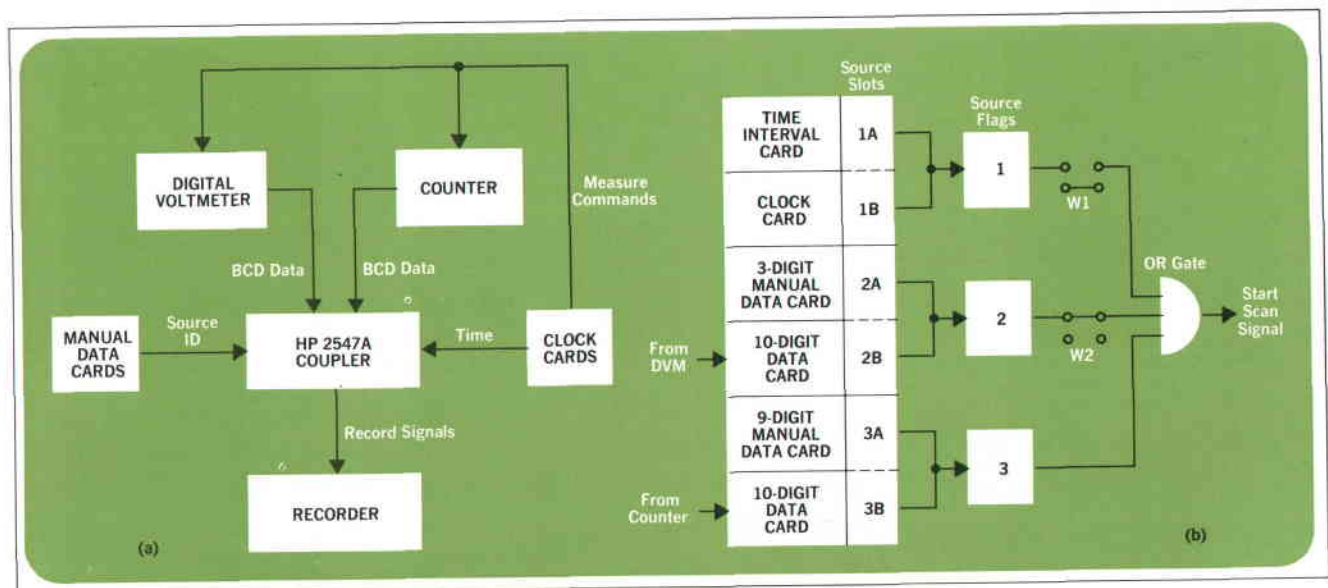 DIGITAL
VOLTMETER
COUNTER
Measure
Commands
BCD Data
BCD Data
MANUAL
DATA
CARDS
Source
ID
HP 2547A
COUPLER
Time
CLOCK
CARDS
Record Signals
RECORDER
(a)
Source
Slots
TIME
INTERVAL
CARD
1A
CLOCK
CARD
1B
3-DIGIT
MANUAL
DATA CARD
2A
From
DVM
10-DIGIT
DATA
CARD
2B
9-DIGIT
MANUAL
DATA CARD
3A
From
Counter
10-DIGIT
DATA
CARD
3B
Source
Flags
1
W1
2
W2
3
OR Gate
Start
Scan
Signal
(b)